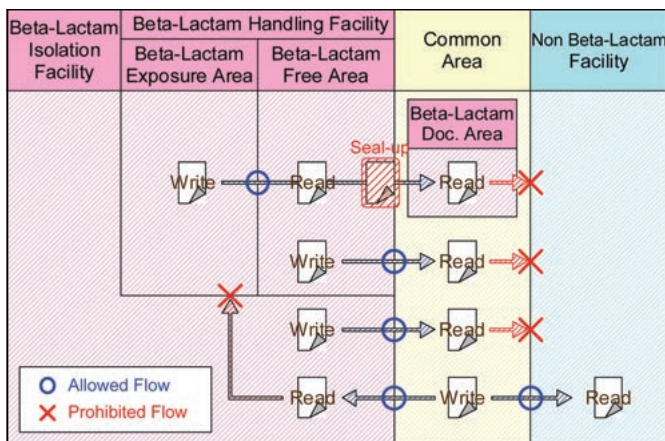 Beta-Lactam
Isolation
Facility
Beta-Lactam Handling Facility
Beta-Lactam
Exposure Area
Beta-Lactam
Free Area
Common
Area
Non Beta-Lactam
Facility
Beta-Lactam
Doc. Area
Seal-up
Write
Read
Read
Write
Read
Write
Read
Read
Write
Read
Allowed Flow
Prohibited Flow